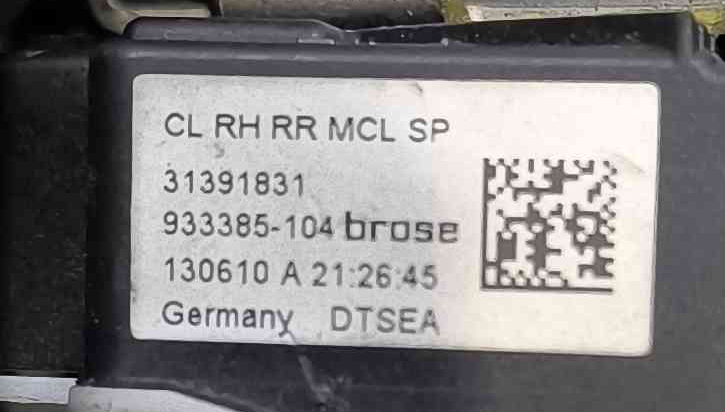 CL RH RR MCL SP
31391831
933385-104 brose
130610 A 21:26:45
Germany DTSEA